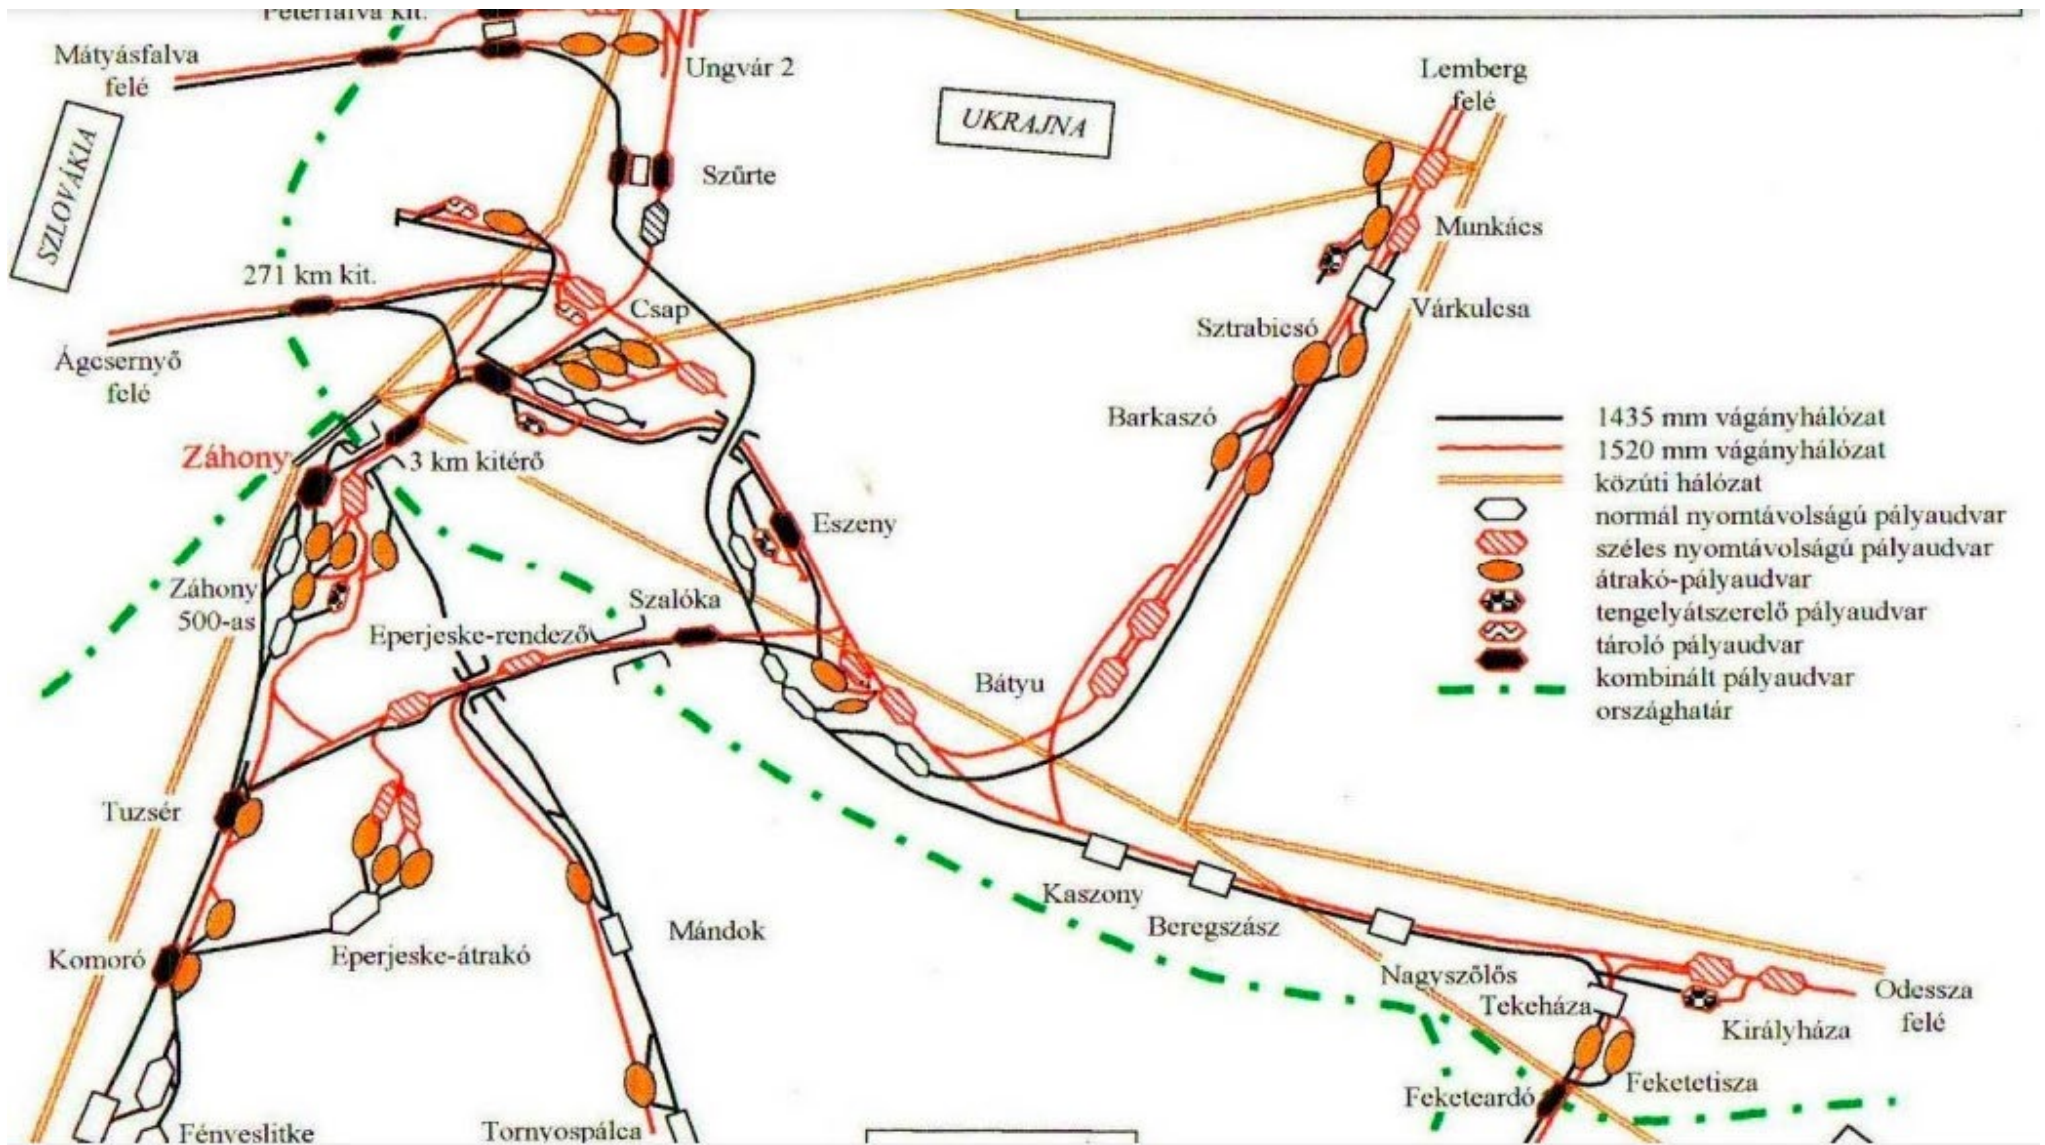 Péterfalva kit.
Mátyásfalva
felé
Ungvár 2
Lemberg
felé
UKRAJNA
SZLOVÁKIA
Szürte
Munkács
271 km kit.
Csap
Várkulcsa
Sztrabicsó
Ágcsernyő
felé
Barkaszó
1435 mm vágányhálózat
1520 mm vágányhálózat
közúti hálózat
normál nyomtávolságú pályaudvar
széles nyomtávolságú pályaudvar
átrakó-pályaudvar
tengelyátszerelő pályaudvar
tároló pályaudvar
kombinált pályaudvar
országhatár
Záhony
3 km kitérő
Eszeny
Záhony
500-as
Szalóka
Eperjeske-rendező
Bátyu
Tuzsér
Kaszony
Beregszász
Mándok
Komoró
Eperjeske-átrakó
Nagyszőlős
Tekeháza
Odessza
felé
Királyháza
Feketetisza
Feketeardó
Fényeslitke
Tornyospálca